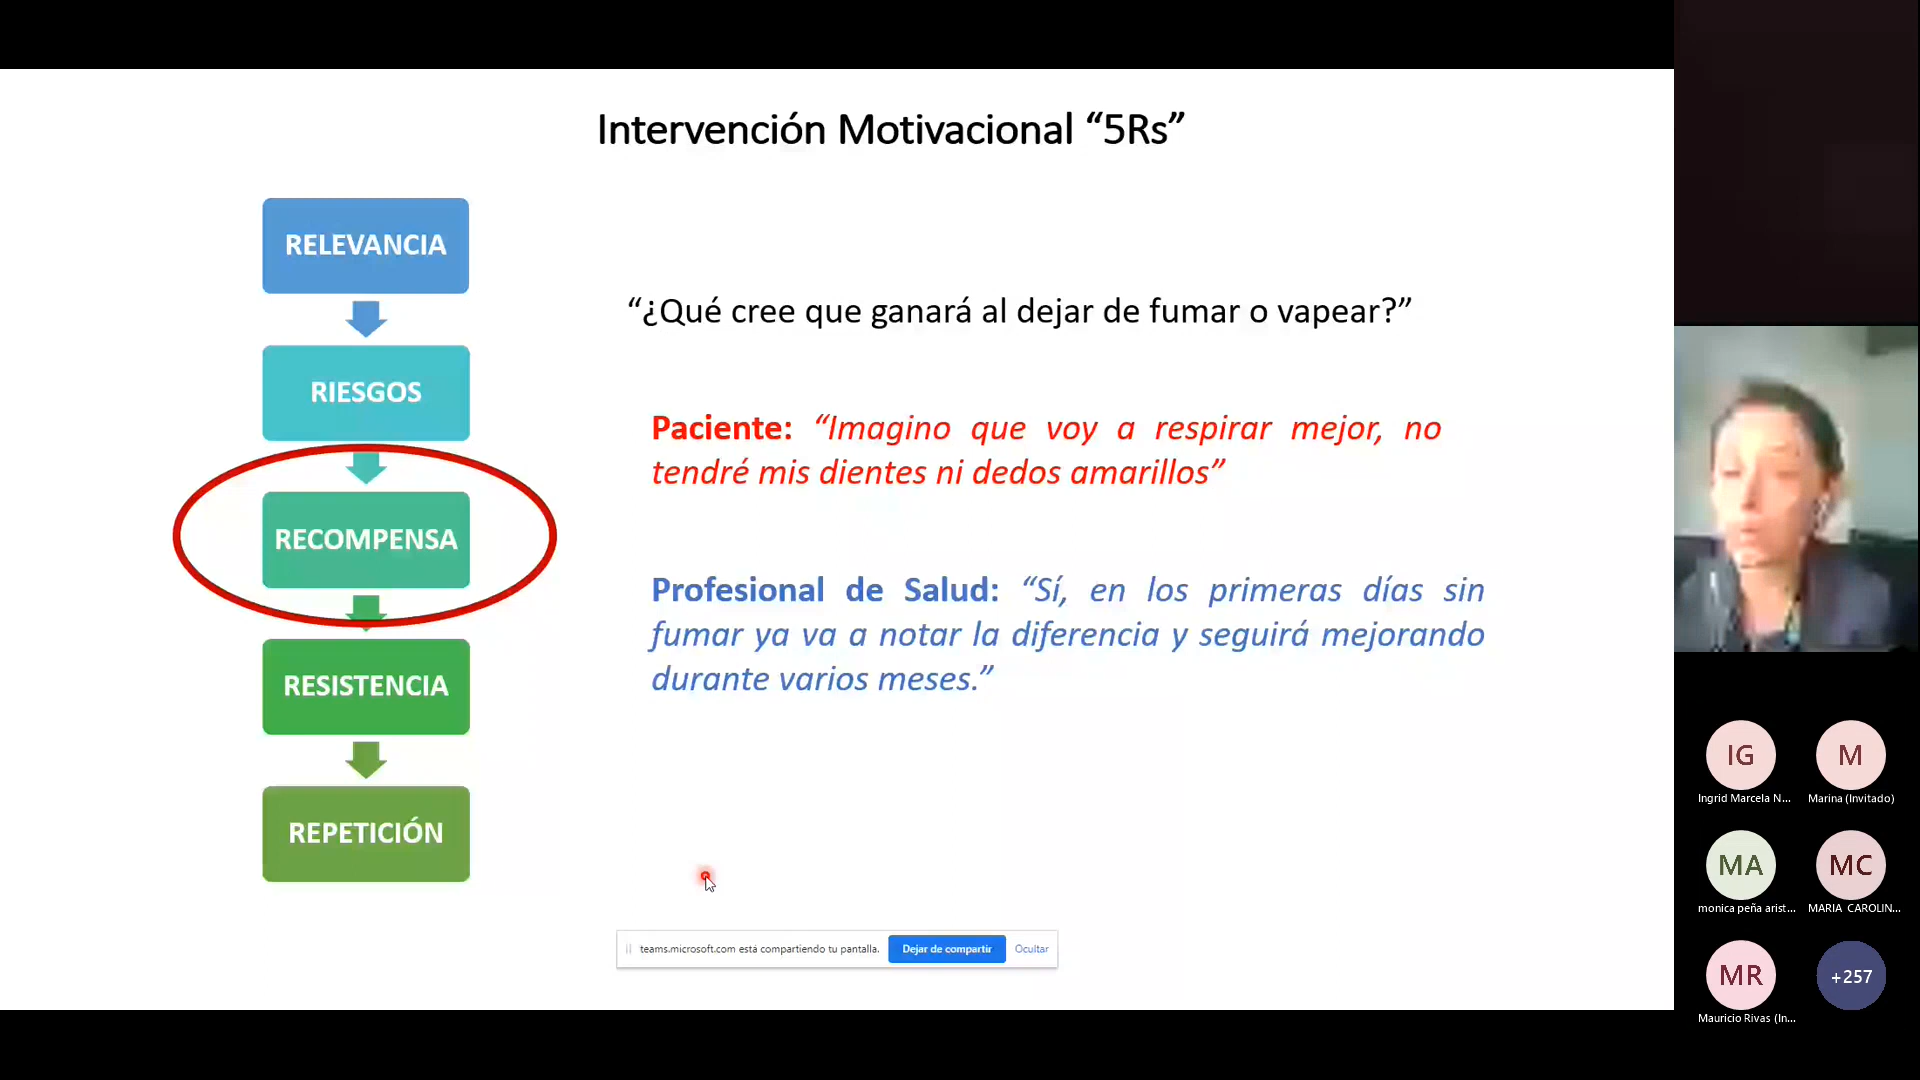 Intervención Motivacional “5Rs”
RELEVANCIA
RIESGOS
RECOMPENSA
RESISTENCIA
REPETICIÓN
“¿Qué cree que ganará al dejar de fumar o vapear?”
Paciente: “Imagino que voy a respirar mejor, no
tendré mis dientes ni dedos amarillos”
Profesional de Salud: “Sí, en los primeras días sin
fumar ya va a notar la diferencia y seguirá mejorando
durante varios meses.”
teams.microsoft.com está compartiendo tu pantalla. Dejar de compartir Ocultar
IG M
Ingrid Marcela N... Marina (Invitado)
MA MC
monica peña arist... MARIA CAROLIN...
MR +257
Mauricio Rivas (In...